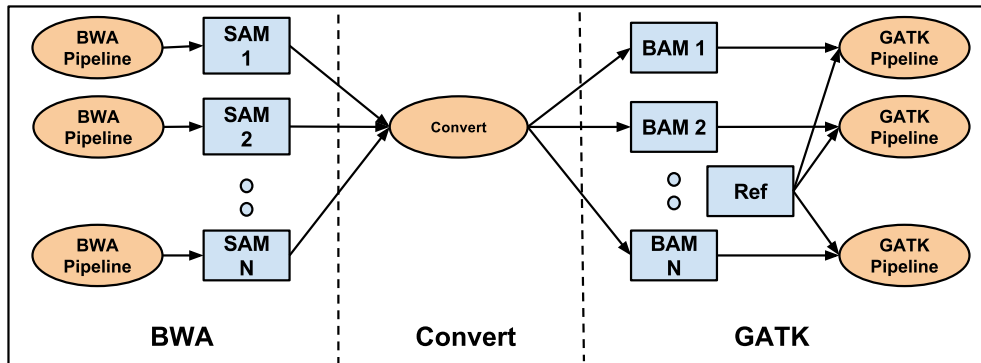 BWA
Pipeline
SAM
1
BAM 1
GATK
Pipeline
BWA
Pipeline
SAM
2
Convert
BAM 2
GATK
Pipeline
Ref
BWA
Pipeline
SAM
N
BAM
N
GATK
Pipeline
BWA
Convert
GATK